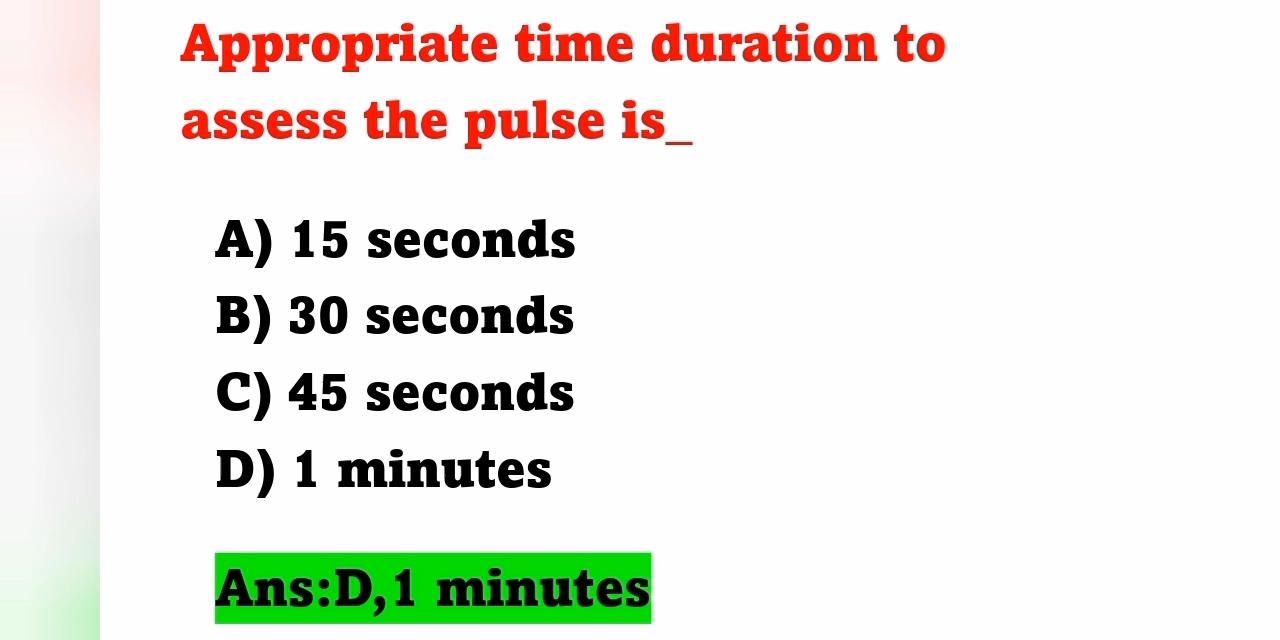 Appropriate time duration to
assess the pulse is_
A) 15 seconds
B) 30 seconds
C) 45 seconds
D) 1 minutes
Ans:D,1 minutes